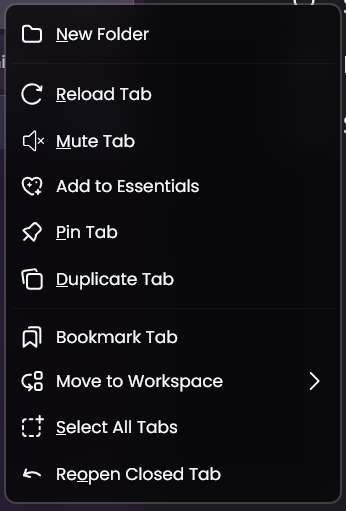 New Folder
Reload Tab
Mute Tab
Add to Essentials
Pin Tab
Duplicate Tab
Bookmark Tab
Move to Workspace
Select All Tabs
Reopen Closed Tab